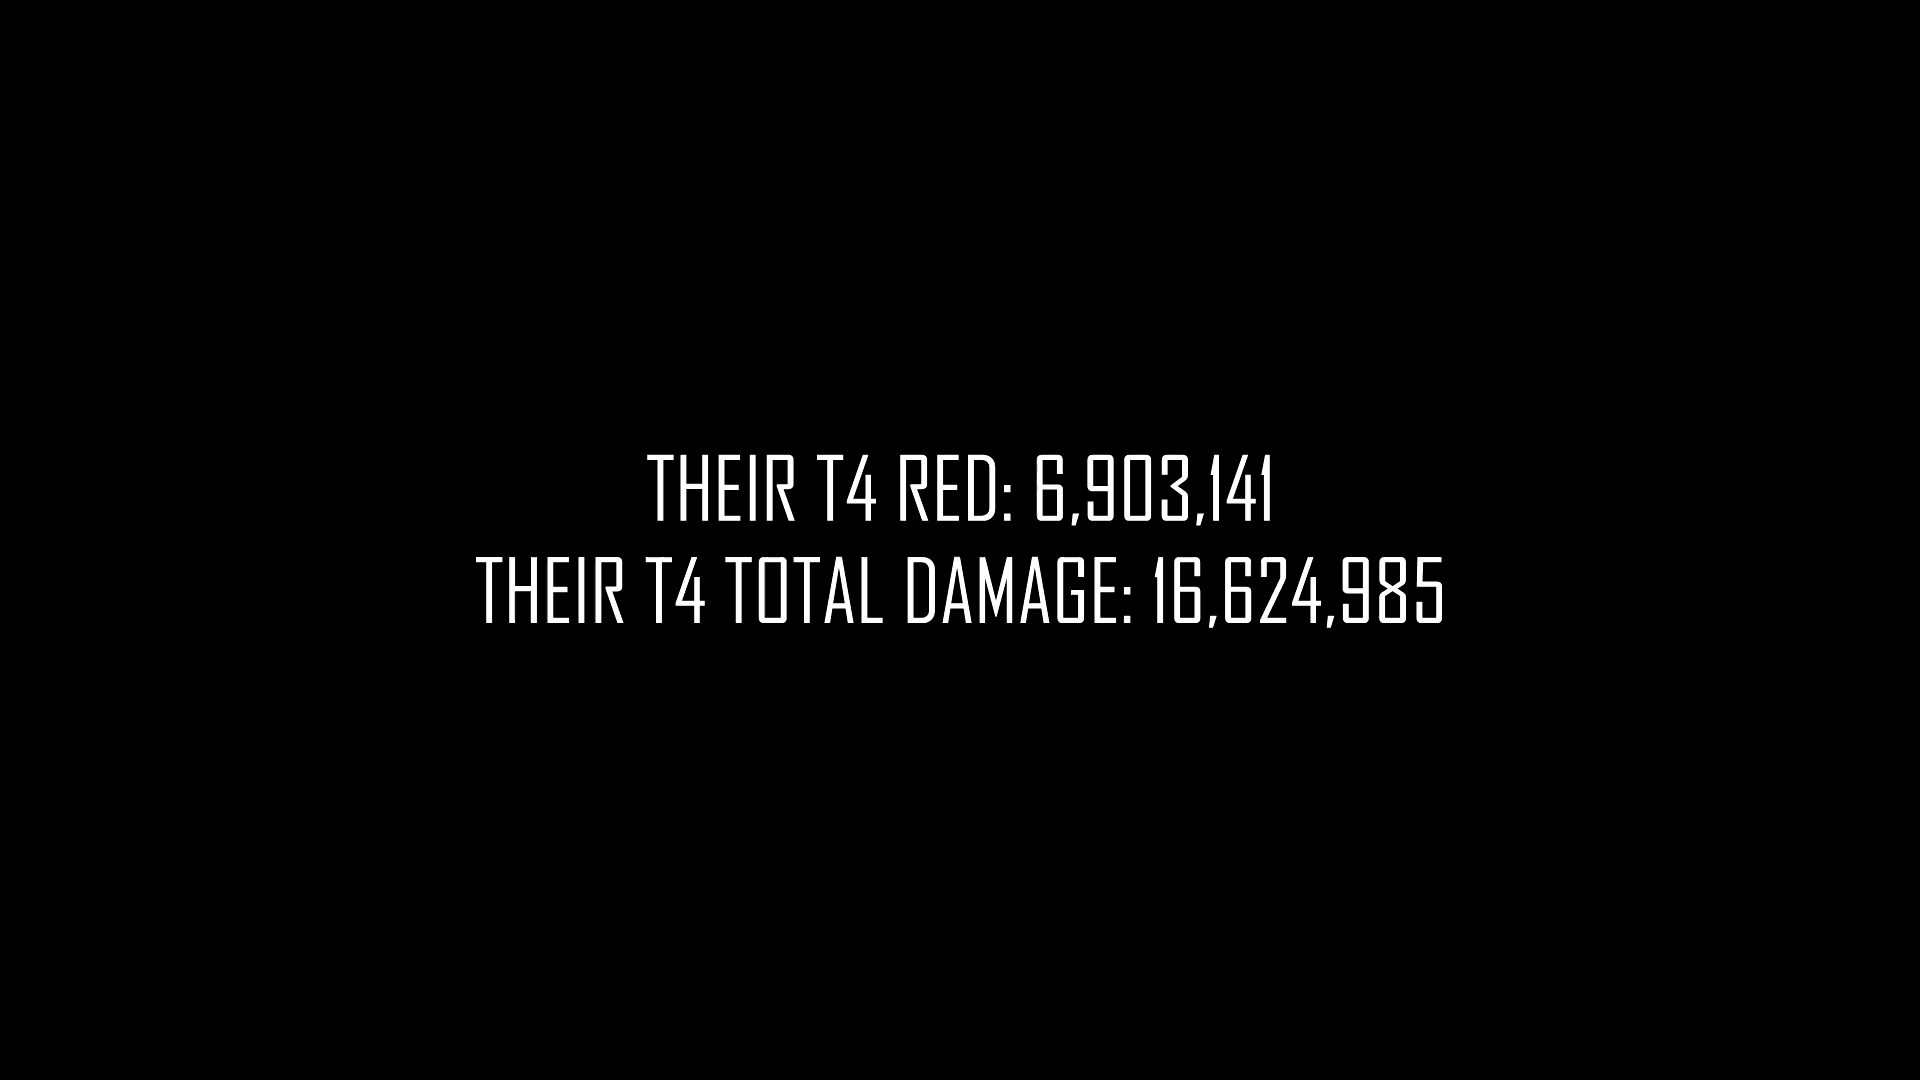 THEIR T4 RED: 6,903,141
THEIR T4 TOTAL DAMAGE: 16,624,985